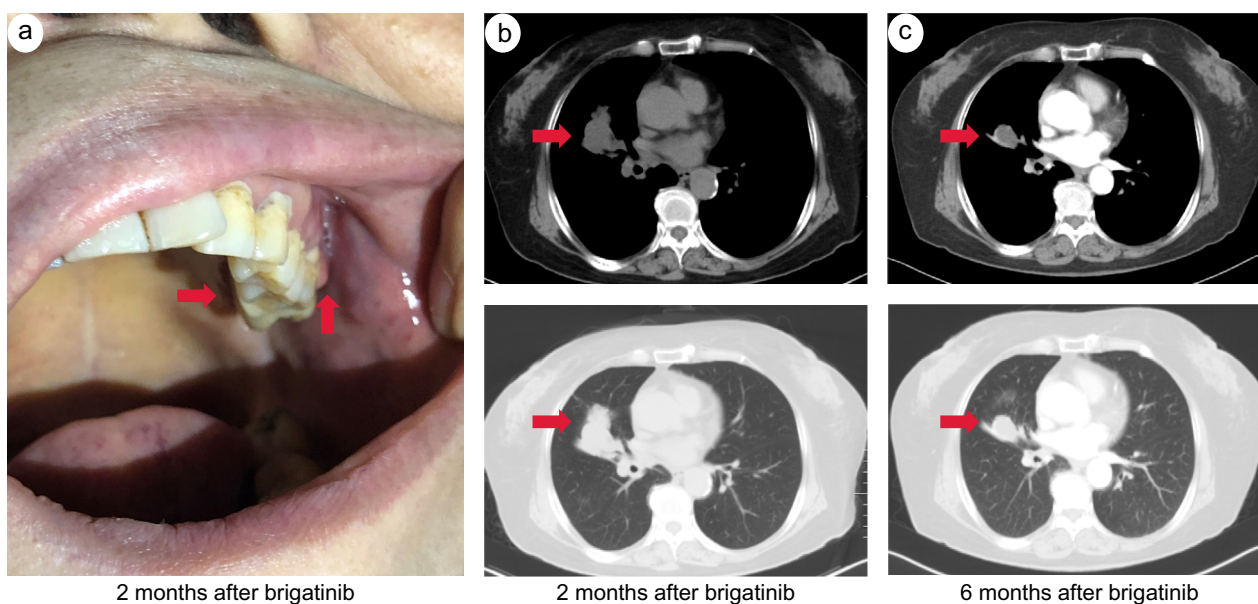 a
b
c
2 months after brigatinib
2 months after brigatinib
6 months after brigatinib